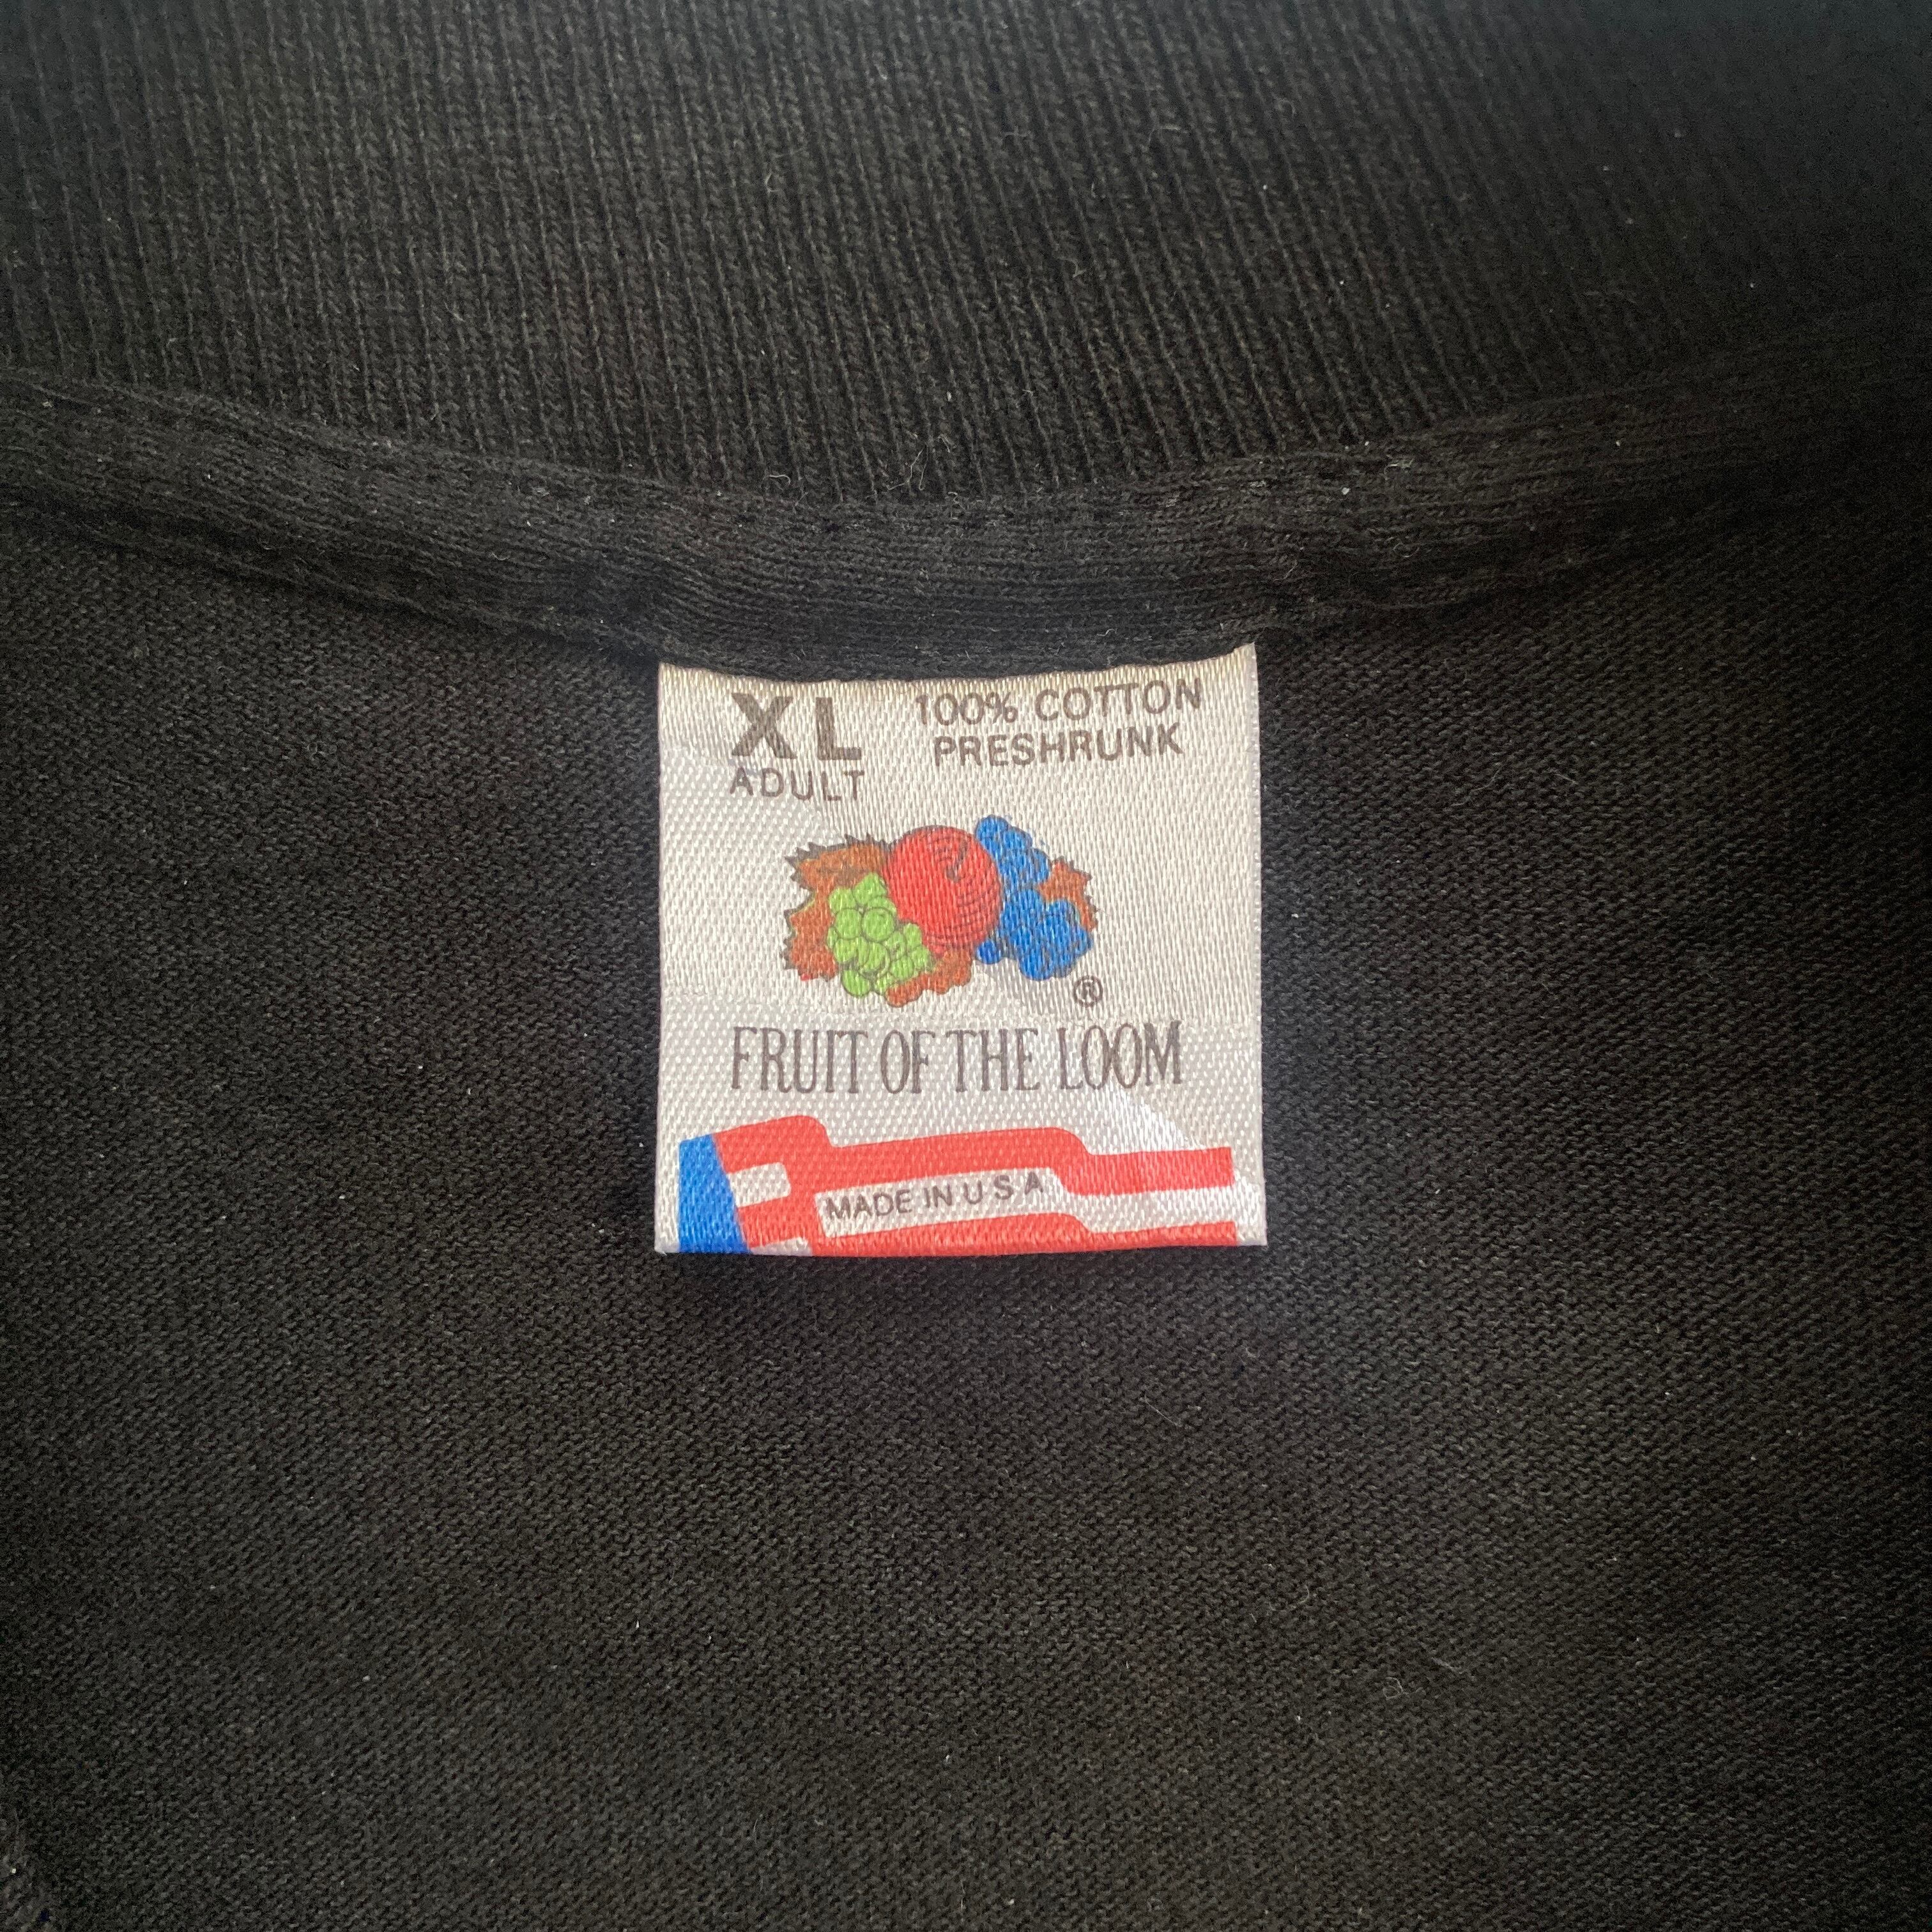 XL
ADULT
100% COTTON
PRESHRUNK
®
FRUIT OF THE LOOM
MADE IN U S A